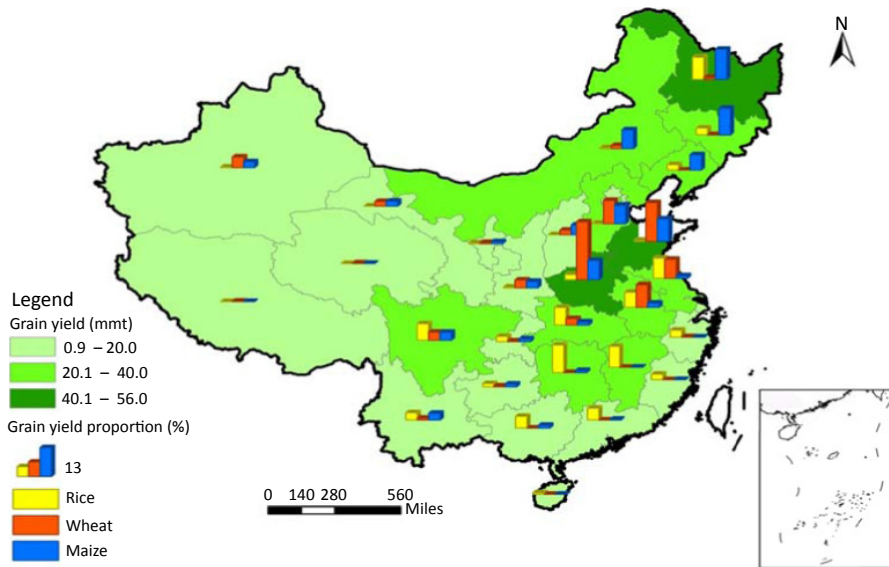 N
Legend
Grain yield (mmt)
0.9 – 20.0
20.1 – 40.0
40.1 – 56.0
Grain yield proportion (%)
13
Rice
Wheat
Maize
0 140 280 560
Miles